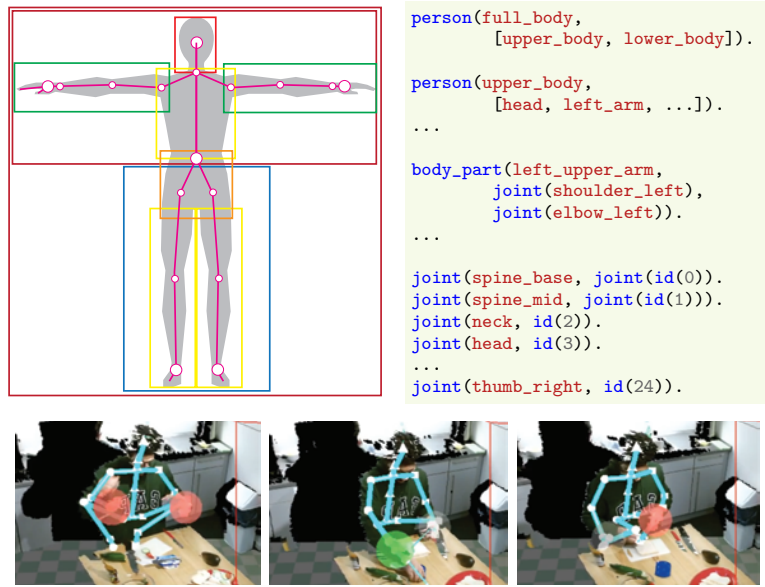 person(full_body,
[upper_body, lower_body]).
person(upper_body,
[head, left_arm, ...]).
...
body_part(left_upper_arm,
joint(shoulder_left),
joint(elbow_left)).
...
joint(spine_base, joint(id(0)).
joint(spine_mid, joint(id(1))).
joint(neck, id(2)).
joint(head, id(3)).
...
joint(thumb_right, id(24)).